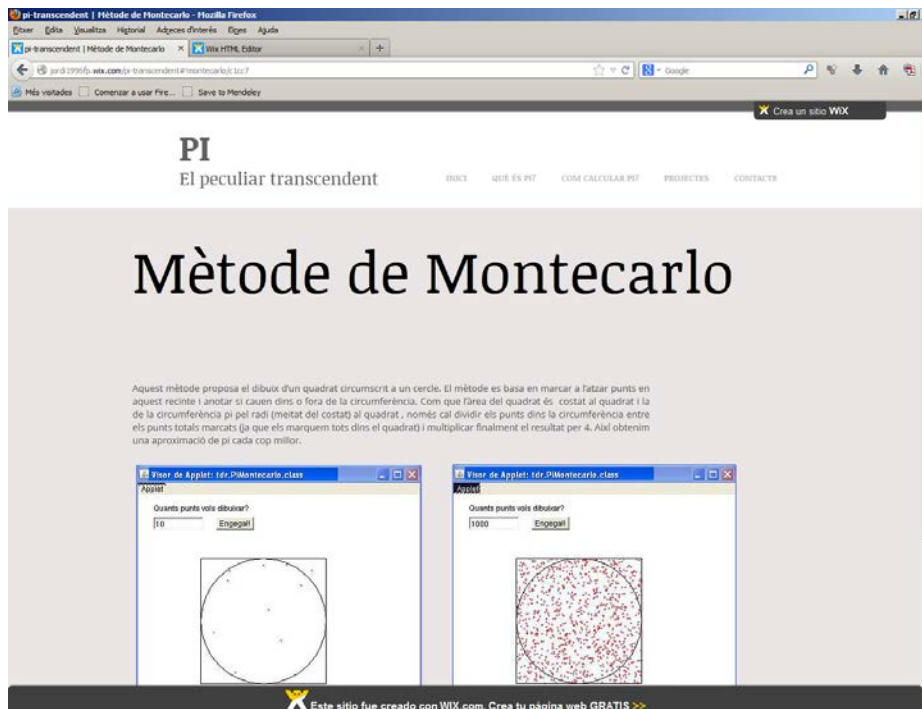 pi-transcendent | Mètode de Montecarlo - Mozilla Firefox
Fitxer Edita Visualitza Historial Adreces d'interès Eines Ajuda
pi-transcendent | Mètode de Montecarlo × Wix HTML Editor × +
jordi1996fp.wix.com/pi-transcendent#!montecarlo/c1cc7 Google
Més visitades Comenzar a usar Fire... Save to Mendeley
Crea un sitio WiX
PI
El peculiar transcendent
INICI QUÈ ÉS PI? COM CALCULAR PI? PROJECTES CONTACTE
Mètode de Montecarlo
Aquest mètode proposa el dibuix d'un quadrat circumscrit a un cercle. El mètode es basa en marcar a l'atzar punts en
aquest recinte i anotar si cauen dins o fora de la circumferència. Com que l'àrea del quadrat és costat al quadrat i la
de la circumferència pi pel radi (meitat del costat) al quadrat , només cal dividir els punts dins la circumferència entre
els punts totals marcats (ja que els marquem tots dins el quadrat) i multiplicar finalment el resultat per 4. Així obtenim
una aproximació de pi cada cop millor.
Visor de Applet: tdr.PiMontecarlo.class
Applet
Quants punts vols dibuixar?
10 Engega!!
Visor de Applet: tdr.PiMontecarlo.class
Applet
Quants punts vols dibuixar?
1000 Engega!!
Este sitio fue creado con WIX.com. Crea tu página web GRATIS >>